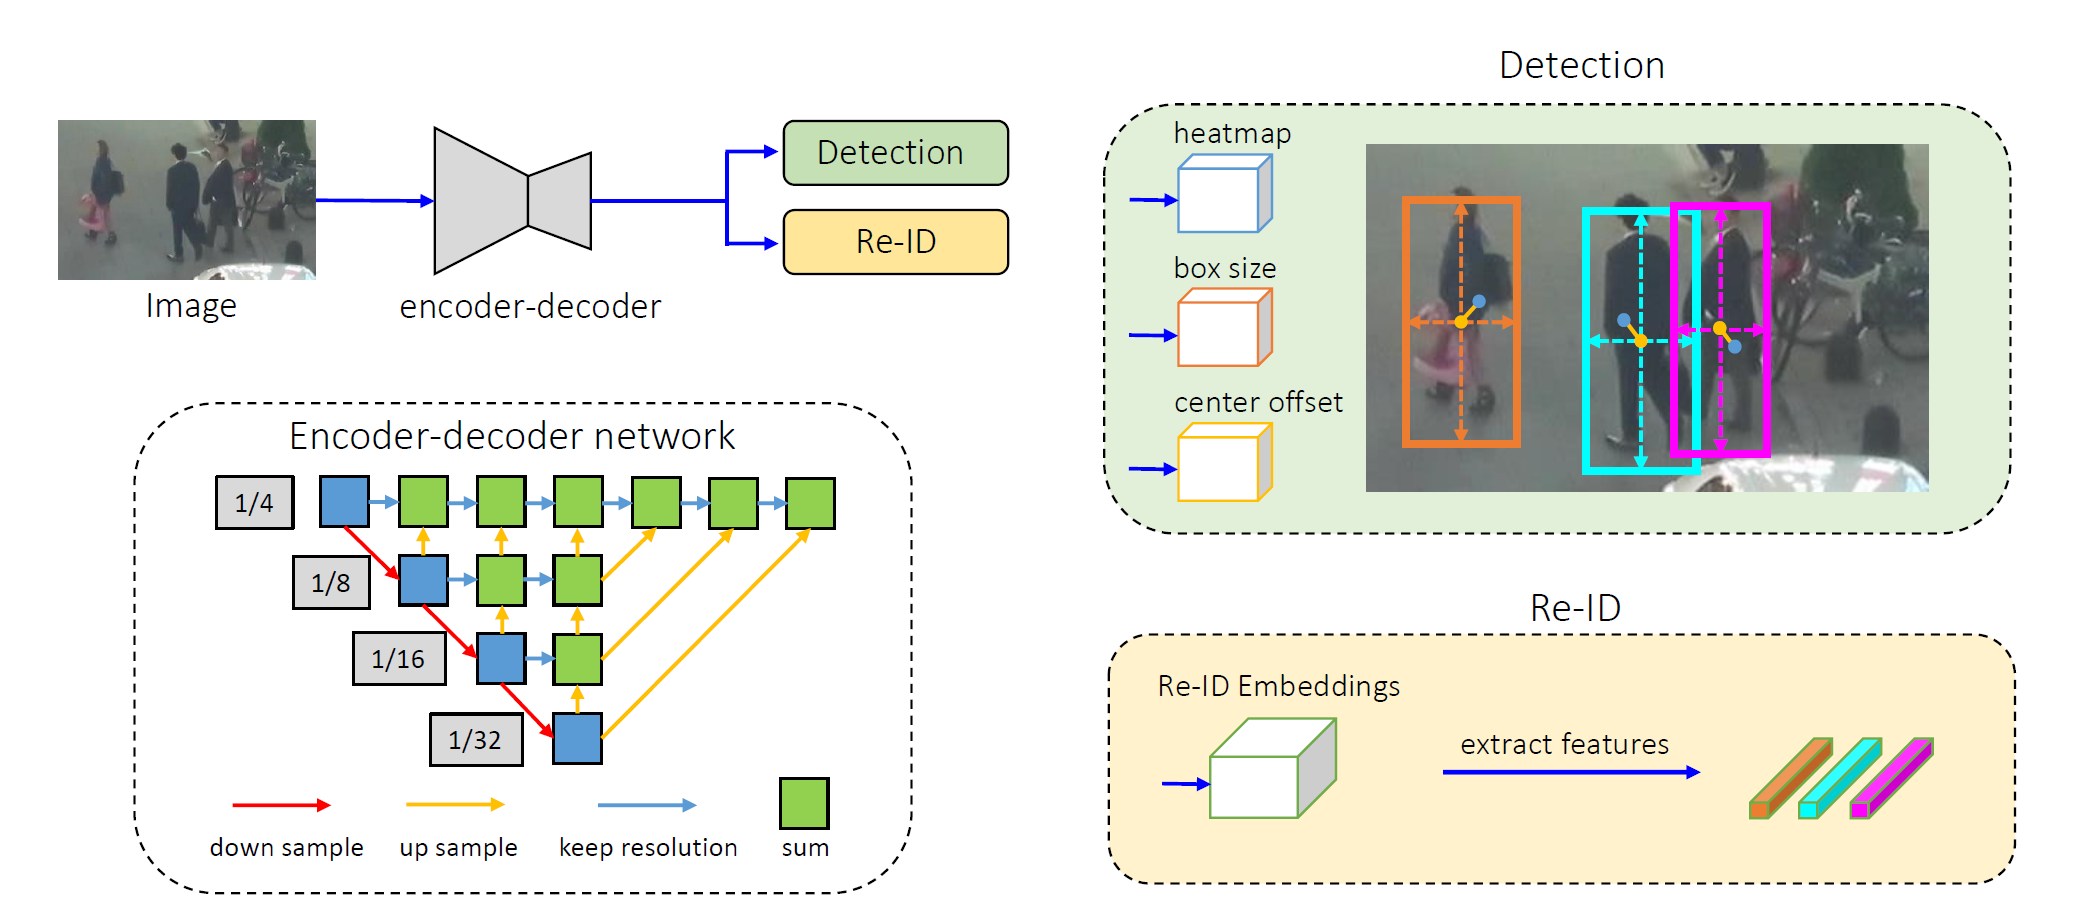 Image
encoder-decoder
Detection
Re-ID
Encoder-decoder network
1/4
1/8
1/16
1/32
down sample
up sample
keep resolution
sum
Detection
heatmap
box size
center offset
Re-ID
Re-ID Embeddings
extract features